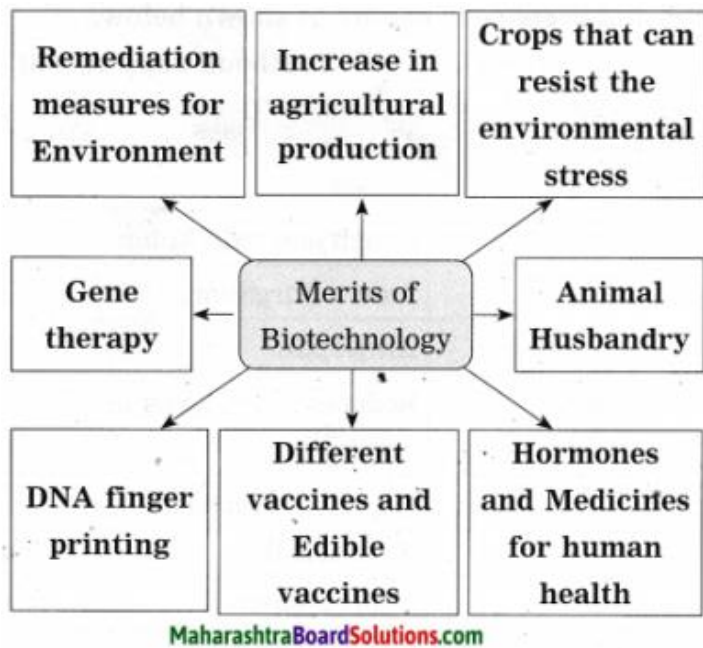 Remediation
measures for
Environment
Increase in
agricultural
production
Crops that can
resist the
environmental
stress
Gene
therapy
Merits of
Biotechnology
Animal
Husbandry
DNA finger
printing
Different
vaccines and
Edible
vaccines
Hormones
and Medicines
for human
health
MaharashtraBoardSolutions.com